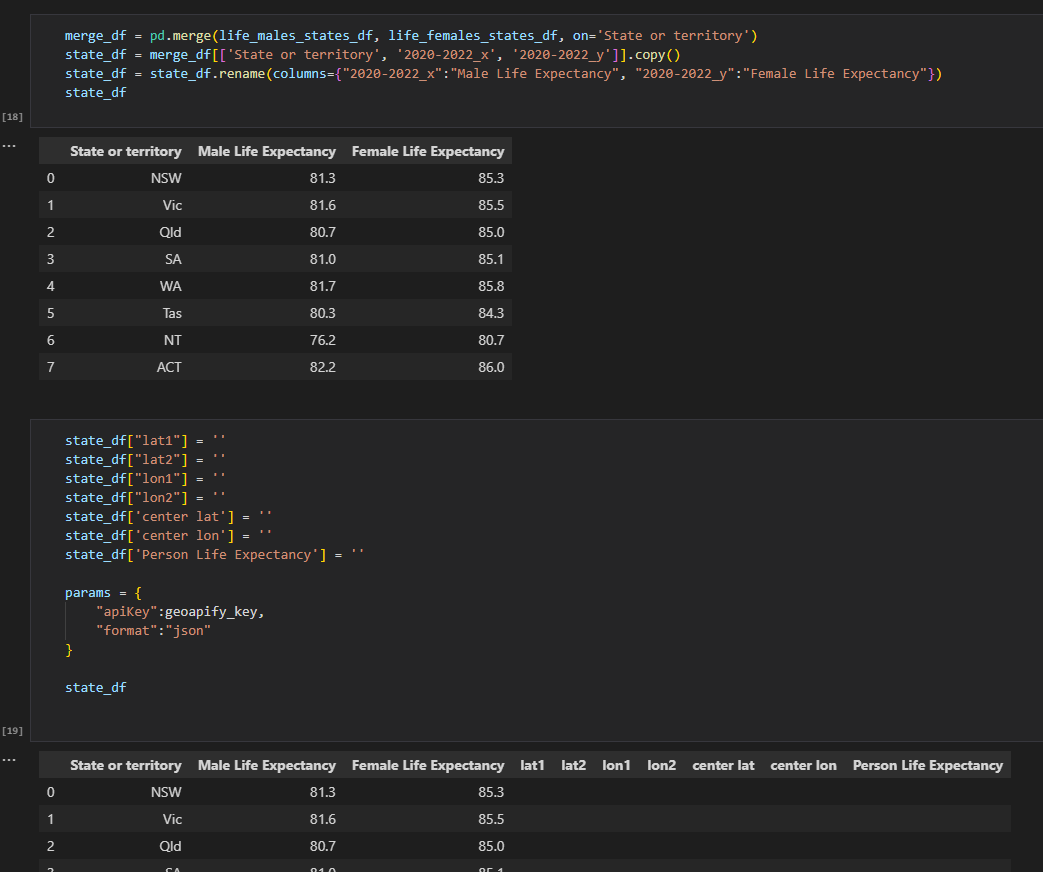 merge_df = pd.merge(life_males_states_df, life_females_states_df, on='State or territory')
state_df = merge_df[['State or territory', '2020-2022_x', '2020-2022_y']].copy()
state_df = state_df.rename(columns={"2020-2022_x":"Male Life Expectancy", "2020-2022_y":"Female Life Expectancy"})
state_df
[18]
...
State or territory Male Life Expectancy Female Life Expectancy
0 NSW 81.3 85.3
1 Vic 81.6 85.5
2 Qld 80.7 85.0
3 SA 81.0 85.1
4 WA 81.7 85.8
5 Tas 80.3 84.3
6 NT 76.2 80.7
7 ACT 82.2 86.0
state_df["lat1"] = ''
state_df["lat2"] = ''
state_df["lon1"] = ''
state_df["lon2"] = ''
state_df['center lat'] = ''
state_df['center lon'] = ''
state_df['Person Life Expectancy'] = ''
params = {
"apiKey":geoapify_key,
"format":"json"
}
state_df
[19]
...
State or territory Male Life Expectancy Female Life Expectancy lat1 lat2 lon1 lon2 center lat center lon Person Life Expectancy
0 NSW 81.3 85.3
1 Vic 81.6 85.5
2 Qld 80.7 85.0
3 SA 81.0 85.1